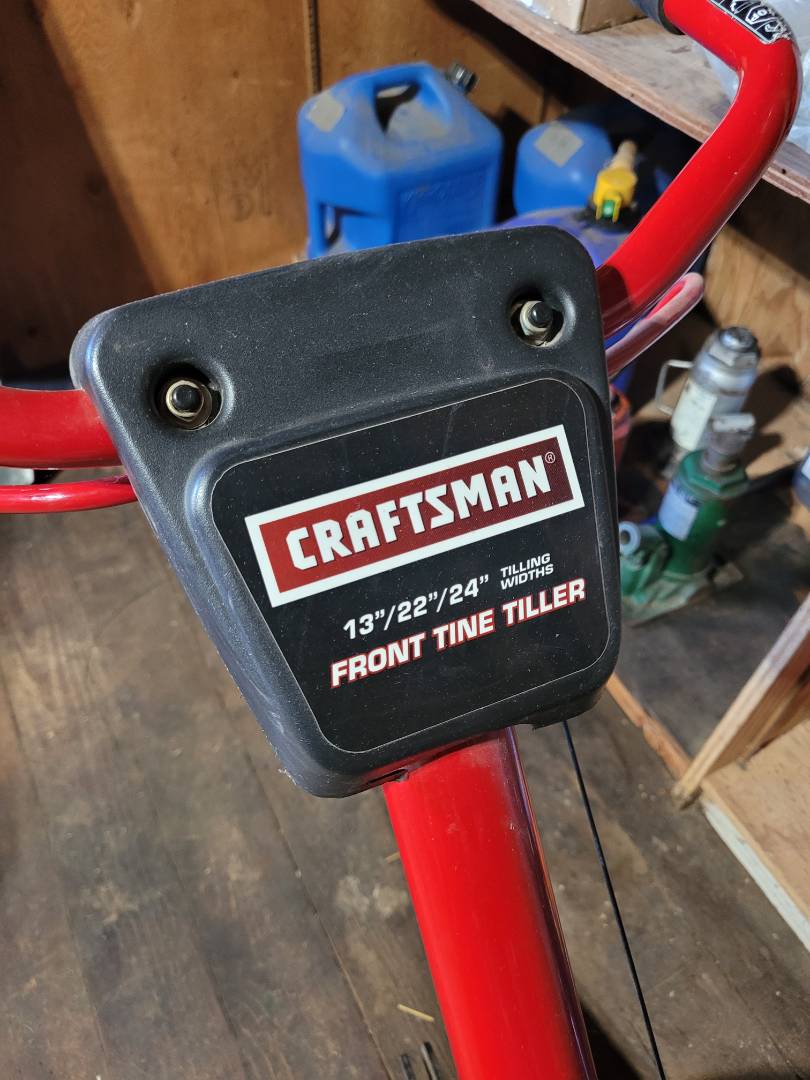 CRAFTSMAN®
13"/22"/24" TILLING WIDTHS
FRONT TINE TILLER